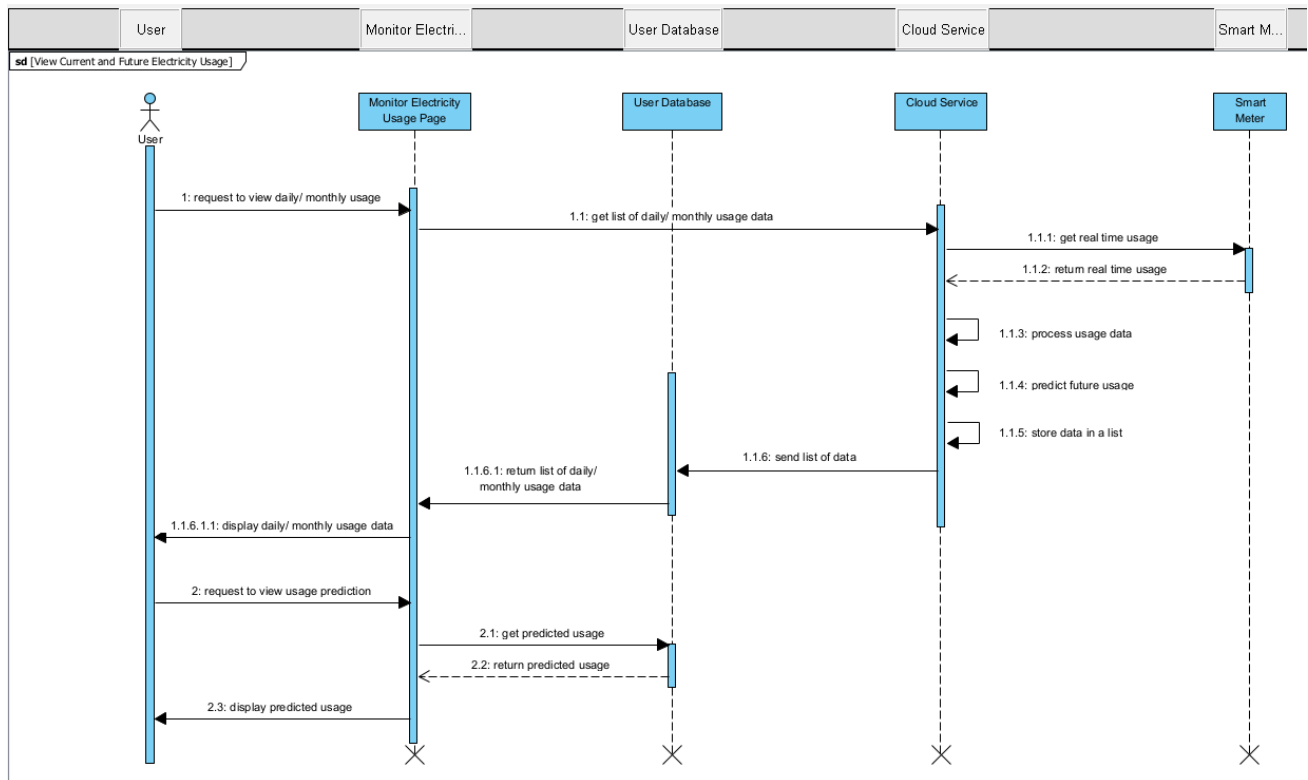 User
Monitor Electri...
User Database
Cloud Service
Smart M...
sd [View Current and Future Electricity Usage]
Monitor Electricity
Usage Page
User Database
Cloud Service
Smart
Meter
User
1: request to view daily/ monthly usage
1.1: get list of daily/ monthly usage data
1.1.1: get real time usage
1.1.2: return real time usage
1.1.3: process usage data
1.1.4: predict future usage
1.1.5: store data in a list
1.1.6: send list of data
1.1.6.1: return list of daily/
monthly usage data
1.1.6.1.1: display daily/ monthly usage data
2: request to view usage prediction
2.1: get predicted usage
2.2: return predicted usage
2.3: display predicted usage